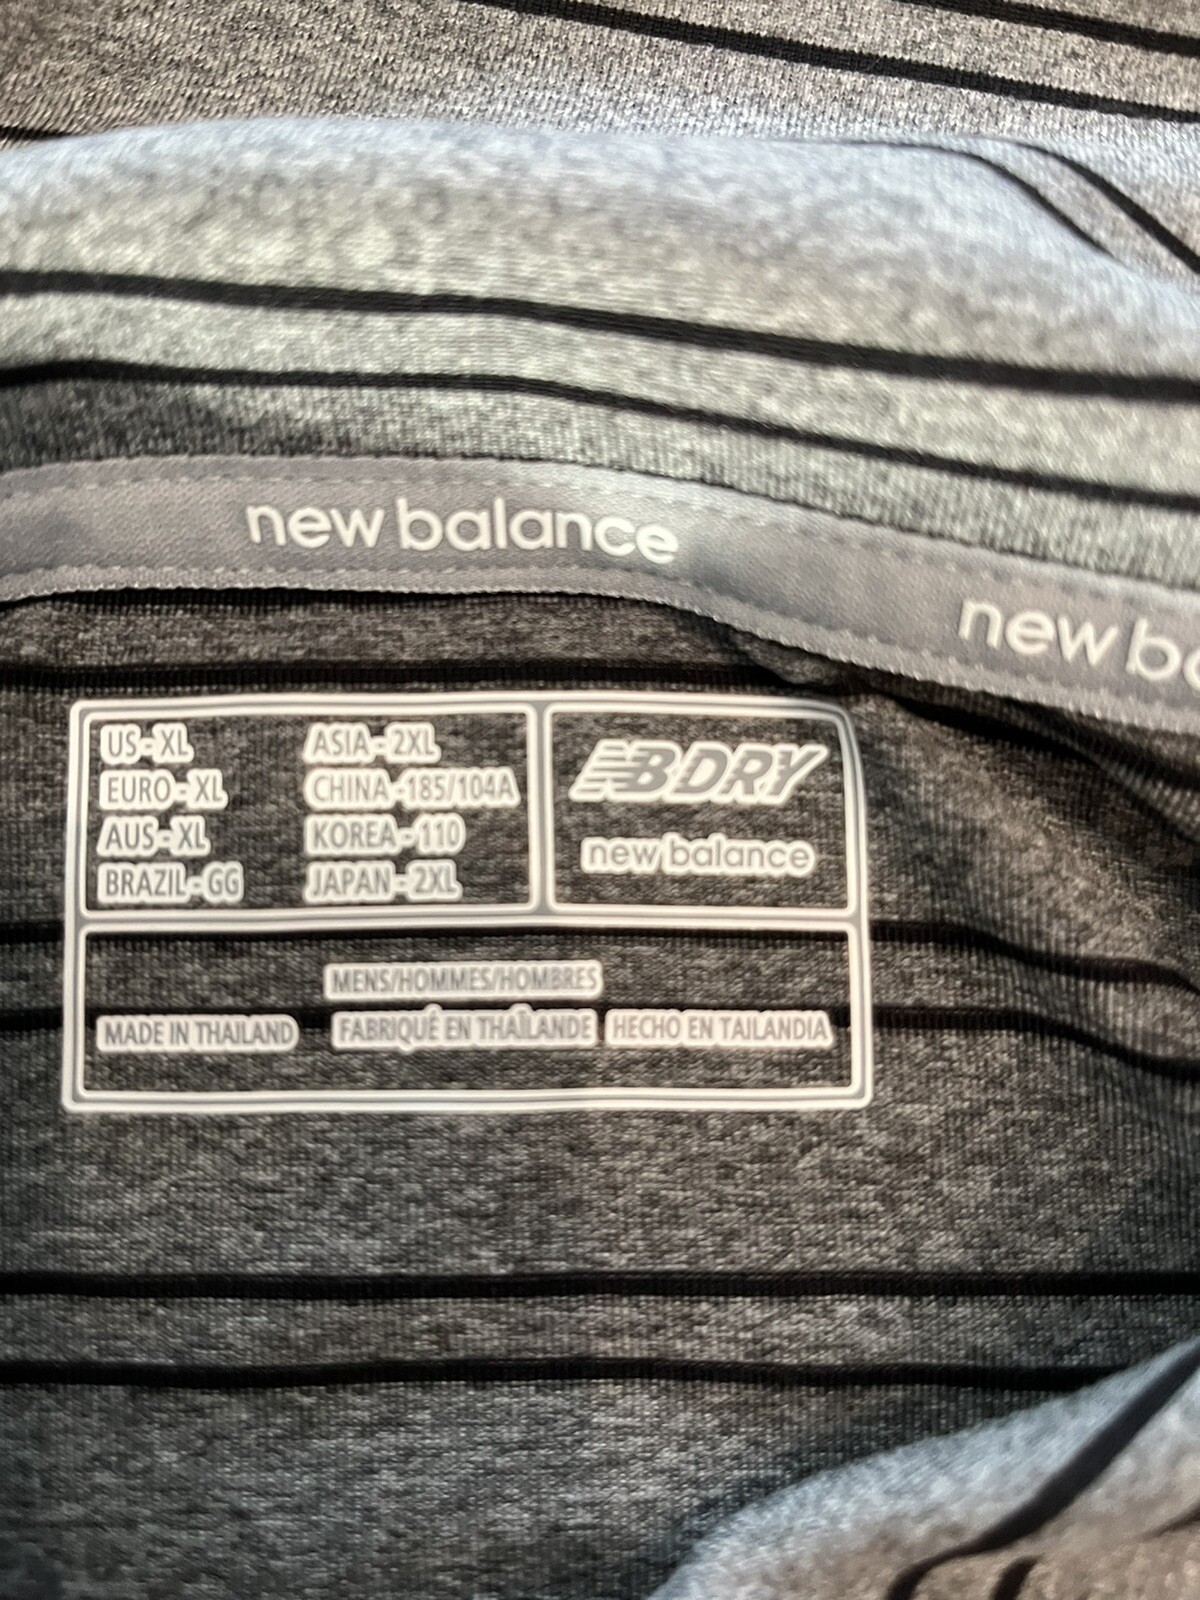 new balance
new ba
US-XL
EURO-XL
AUS-XL
BRAZIL-GG
ASIA-2XL
CHINA-185/104A
KOREA-110
JAPAN-2XL
NB DRY
new balance
MENS/HOMMES/HOMBRES
MADE IN THAILAND FABRIQUÉ EN THAÏLANDE HECHO EN TAILANDIA